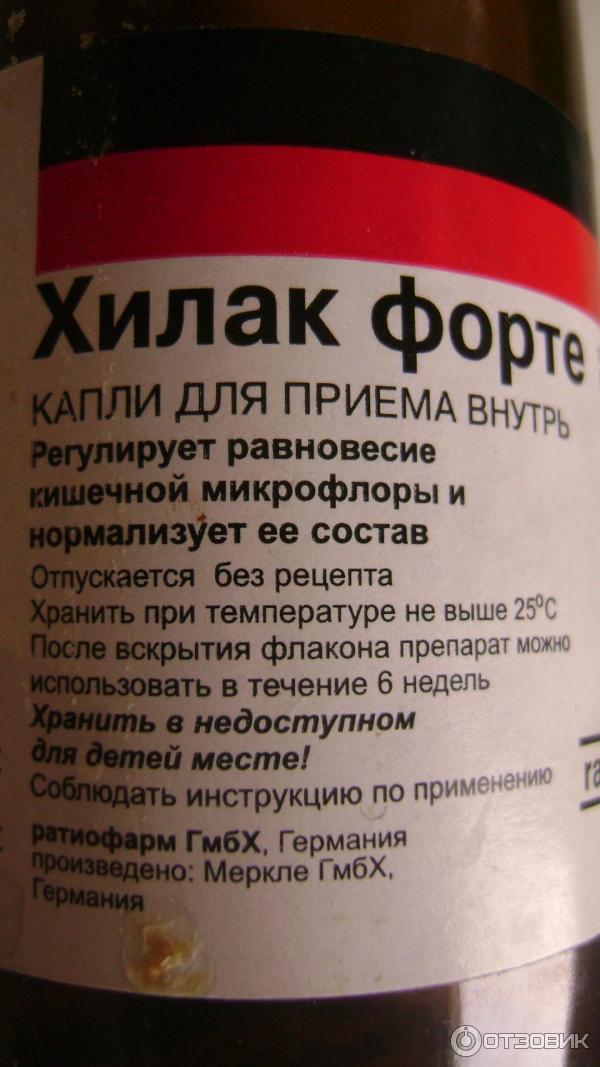 Хилак форте
КАПЛИ ДЛЯ ПРИЕМА ВНУТРЬ
Регулирует равновесие
кишечной микрофлоры и
нормализует ее состав
Отпускается без рецепта
Хранить при температуре не выше 25⁰С
После вскрытия флакона препарат можно
использовать в течение 6 недель
Хранить в недоступном
для детей месте!
Соблюдать инструкцию по применению
ратиофарм ГмбХ, Германия
произведено: Меркле ГмбХ,
Германия
ОТЗОВИК